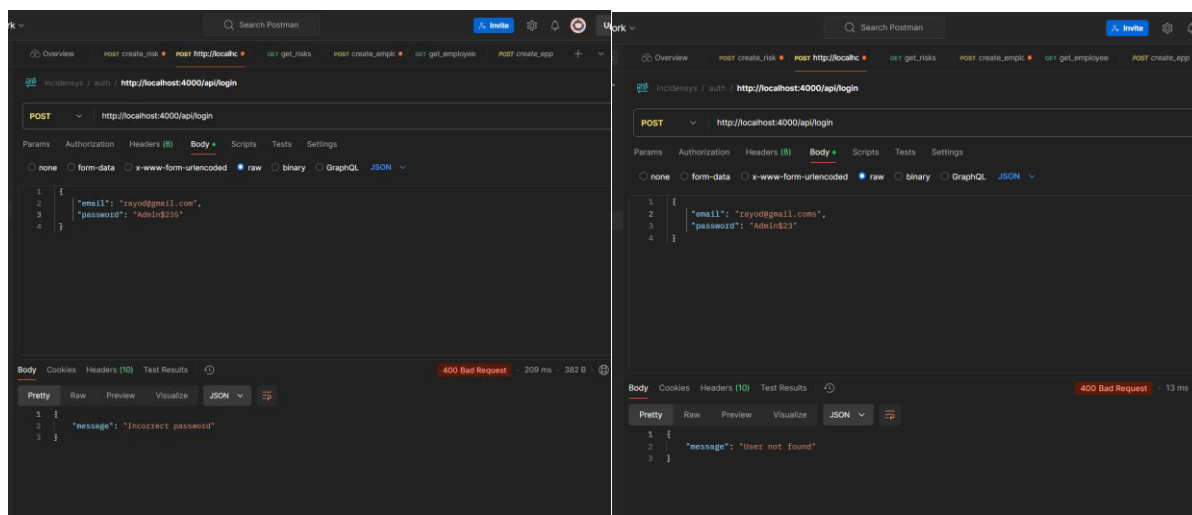 rk
Search Postman
Invite
Overview
POST create_risk
POST http://localhc
GET get_risks
POST create_emplc
GET get_employee
POST create_epp
incidensys / auth / http://localhost:4000/api/login
POST
http://localhost:4000/api/login
Params Authorization Headers (8) Body Scripts Tests Settings
none form-data x-www-form-urlencoded raw binary GraphQL JSON
1 {
2 "email": "rayod@gmail.com",
3 "password": "Admin$235"
4 }
Body Cookies Headers (10) Test Results
400 Bad Request 209 ms 382 B
Pretty Raw Preview Visualize JSON
1 {
2 "message": "Incorrect password"
3 }
ork
Search Postman
Invite
Overview
POST create_risk
POST http://localhc
GET get_risks
POST create_emplc
GET get_employee
POST create_epp
incidensys / auth / http://localhost:4000/api/login
POST
http://localhost:4000/api/login
Params Authorization Headers (8) Body Scripts Tests Settings
none form-data x-www-form-urlencoded raw binary GraphQL JSON
1 {
2 "email": "rayod@gmail.coms",
3 "password": "Admin$23"
4 }
Body Cookies Headers (10) Test Results
400 Bad Request 13 ms
Pretty Raw Preview Visualize JSON
1 {
2 "message": "User not found"
3 }